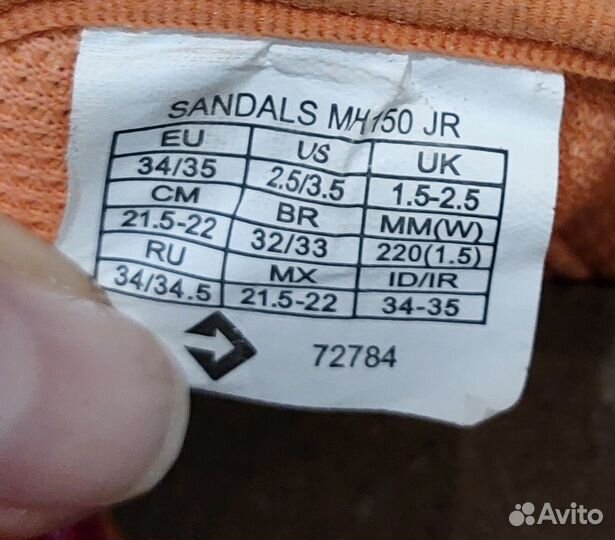 SANDALS MH150 JR
EU US UK
34/35 2.5/3.5 1.5-2.5
CM BR MM(W)
21.5-22 32/33 220(1.5)
RU MX ID/IR
34/34.5 21.5-22 34-35
72784
Avito